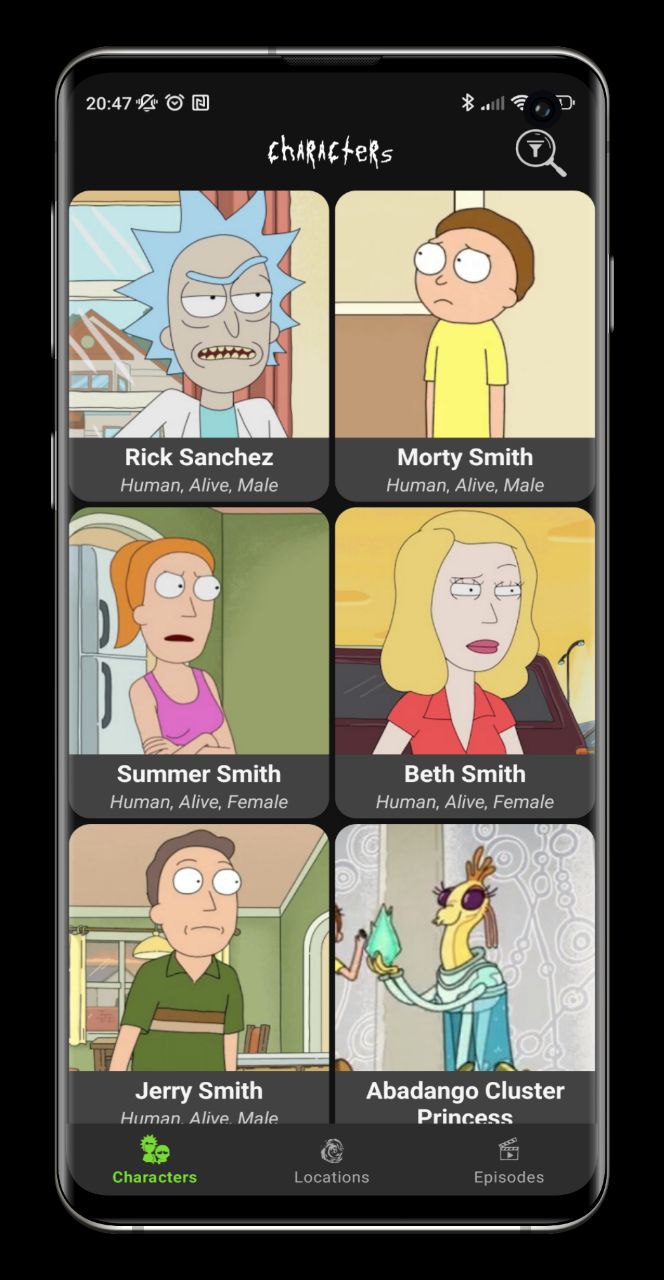 20:47
chARActeRs
Rick Sanchez
Human, Alive, Male
Morty Smith
Human, Alive, Male
Summer Smith
Human, Alive, Female
Beth Smith
Human, Alive, Female
Jerry Smith
Human, Alive, Male
Abadango Cluster
Princess
Characters
Locations
Episodes